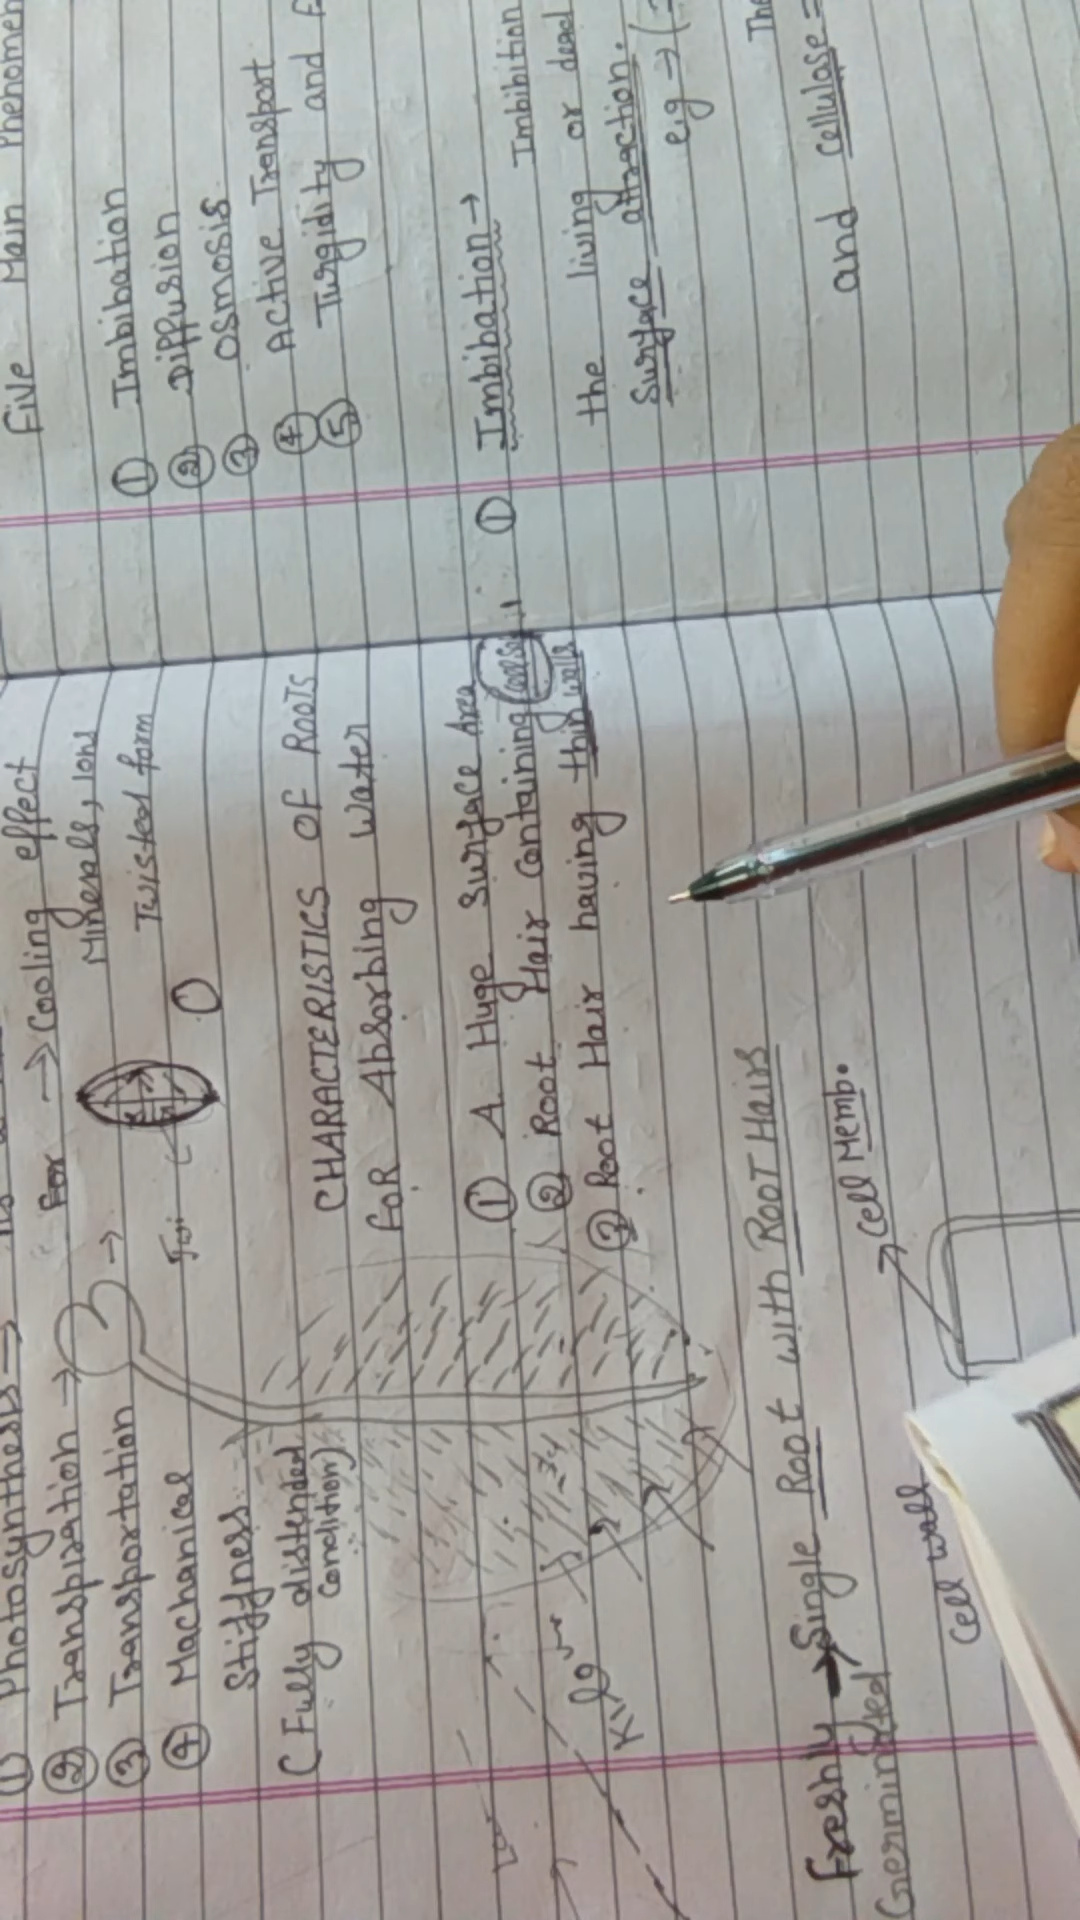 ① Photosynthesis ⇒
② Transpiration → For → Cooling effect
③ Transportation → Minerals, Ions
④ Machanical Twisted form
Stiffness
(Fully distended
condition)
CHARACTERISTICS OF ROOTS
FOR Absorbing Water
① A Huge Surface Area
② Root Hair Containing
③ Root Hair having thin walls
Freshly → Single Root with ROOT Hairs
Germinated
Cell Memb.
Cell wall
Five Main Phenomen
① Imbibation
② Diffusion
③ Osmosis
④ Active Transport
⑤ Turgidity and F
① Imbibation →
Imbibition
the living or dead
Surface attraction.
e.g → (
The
and cellulose =